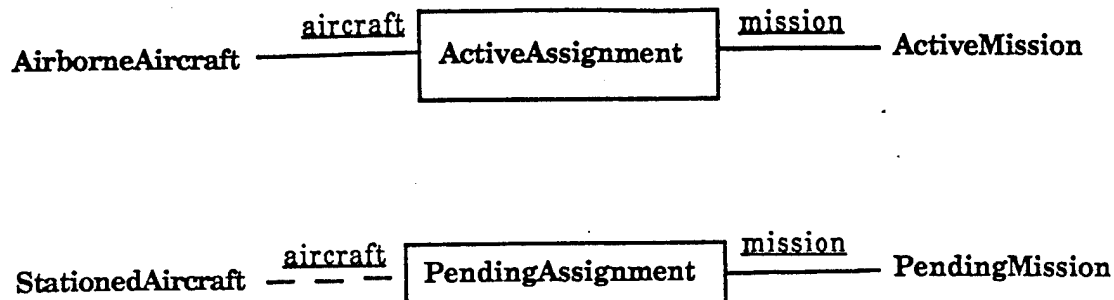 aircraft mission
AirborneAircraft ActiveAssignment ActiveMission
aircraft mission
StationedAircraft PendingAssignment PendingMission